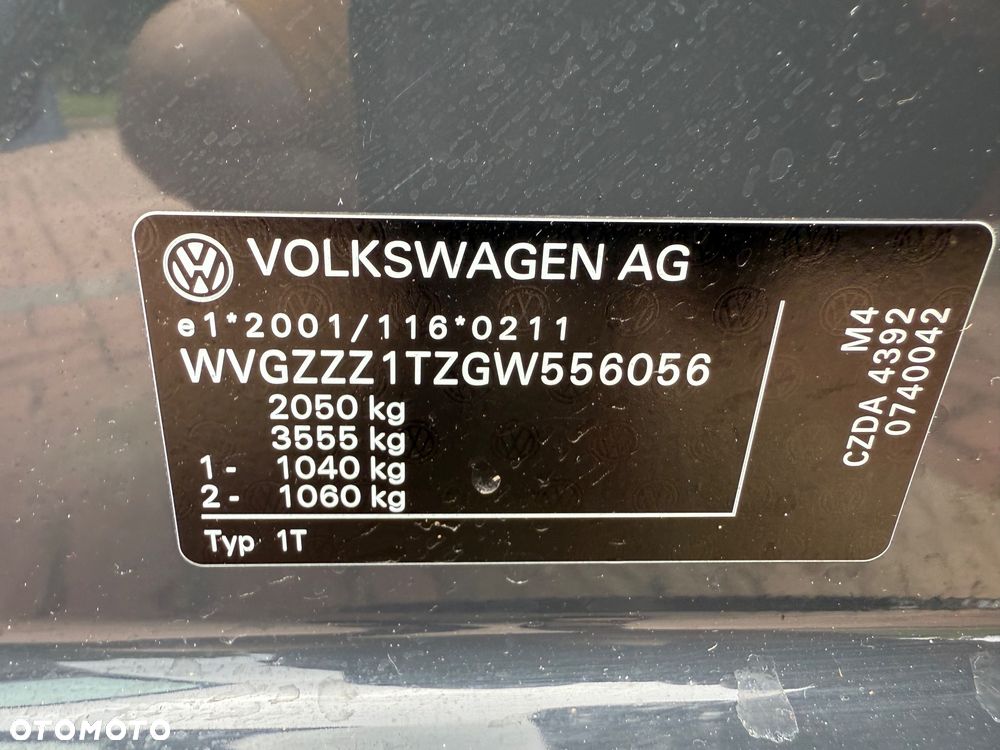 VOLKSWAGEN AG
e1*2001/116*0211
WVGZZZ1TZGW556056
2050 kg
3555 kg
1- 1040 kg
2- 1060 kg
Typ 1T
M4
CZDA 4392
0740042
OTOMOTO